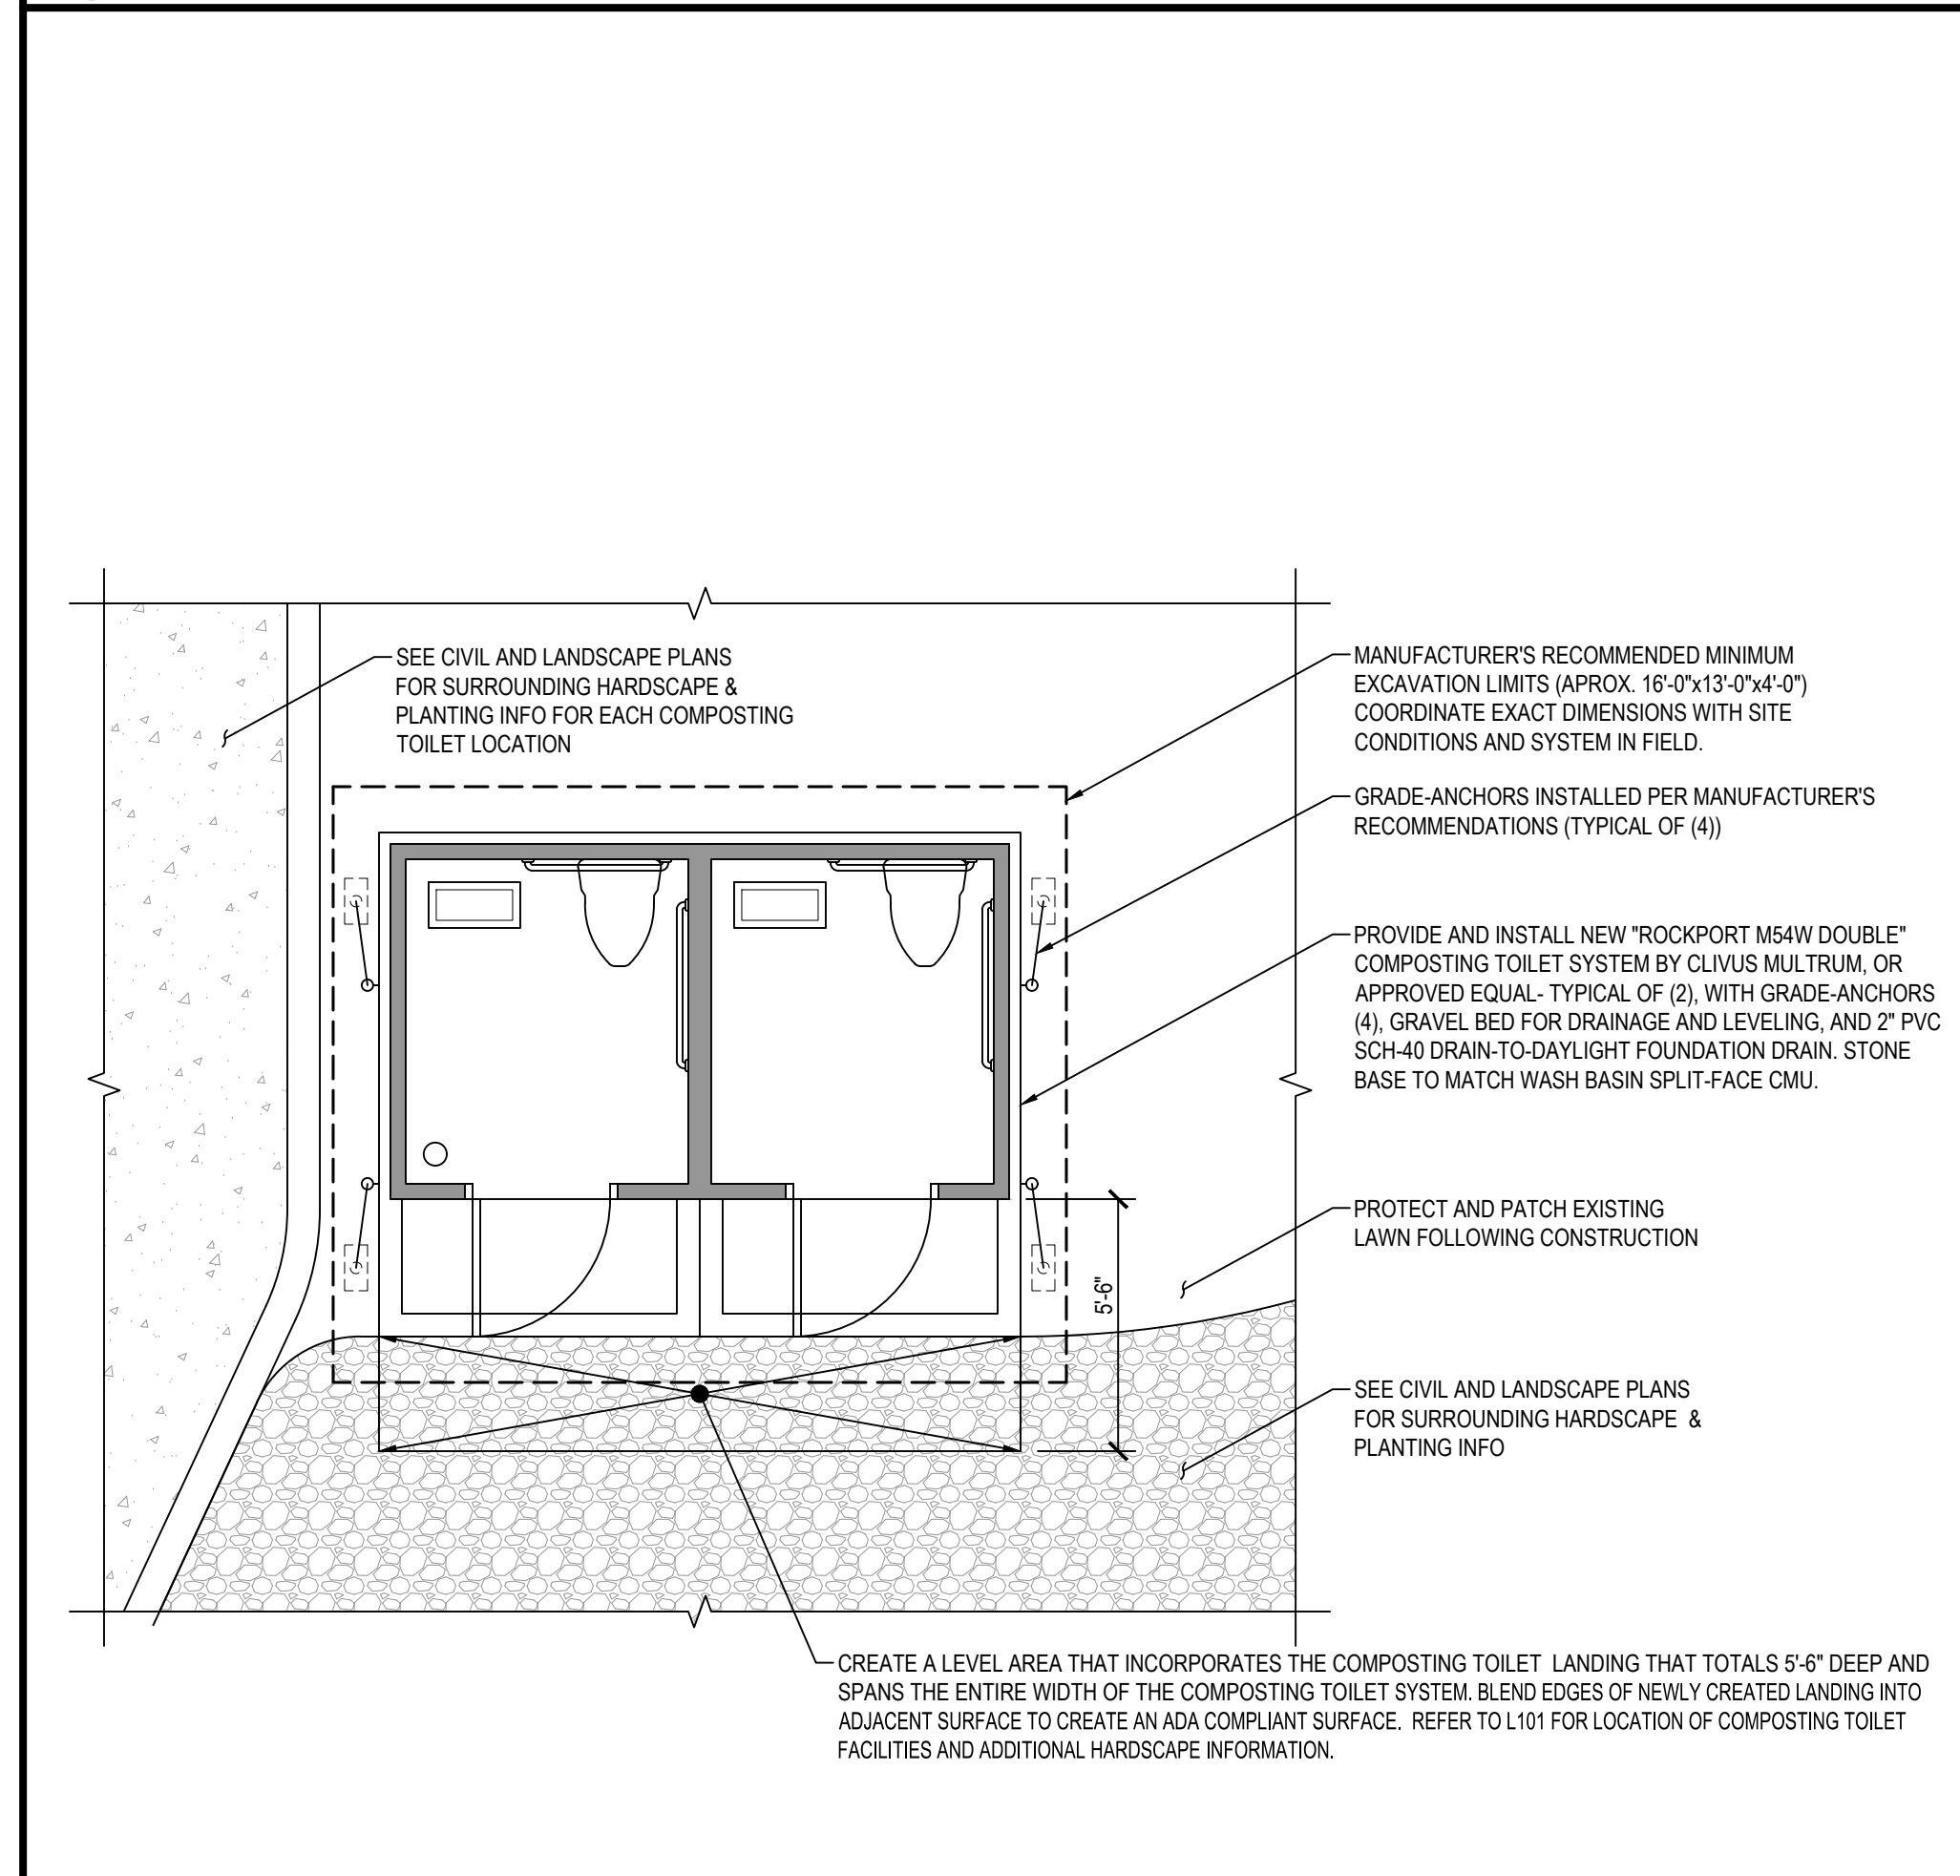 SEE CIVIL AND LANDSCAPE PLANS
FOR SURROUNDING HARDSCAPE &
PLANTING INFO FOR EACH COMPOSTING
TOILET LOCATION
MANUFACTURER'S RECOMMENDED MINIMUM
EXCAVATION LIMITS (APROX. 16'-0"x13'-0"x4'-0")
COORDINATE EXACT DIMENSIONS WITH SITE
CONDITIONS AND SYSTEM IN FIELD.
GRADE-ANCHORS INSTALLED PER MANUFACTURER'S
RECOMMENDATIONS (TYPICAL OF (4))
PROVIDE AND INSTALL NEW "ROCKPORT M54W DOUBLE"
COMPOSTING TOILET SYSTEM BY CLIVUS MULTRUM, OR
APPROVED EQUAL- TYPICAL OF (2), WITH GRADE-ANCHORS
(4), GRAVEL BED FOR DRAINAGE AND LEVELING, AND 2" PVC
SCH-40 DRAIN-TO-DAYLIGHT FOUNDATION DRAIN. STONE
BASE TO MATCH WASH BASIN SPLIT-FACE CMU.
PROTECT AND PATCH EXISTING
LAWN FOLLOWING CONSTRUCTION
5'-6"
SEE CIVIL AND LANDSCAPE PLANS
FOR SURROUNDING HARDSCAPE &
PLANTING INFO
CREATE A LEVEL AREA THAT INCORPORATES THE COMPOSTING TOILET LANDING THAT TOTALS 5'-6" DEEP AND
SPANS THE ENTIRE WIDTH OF THE COMPOSTING TOILET SYSTEM. BLEND EDGES OF NEWLY CREATED LANDING INTO
ADJACENT SURFACE TO CREATE AN ADA COMPLIANT SURFACE. REFER TO L101 FOR LOCATION OF COMPOSTING TOILET
FACILITIES AND ADDITIONAL HARDSCAPE INFORMATION.